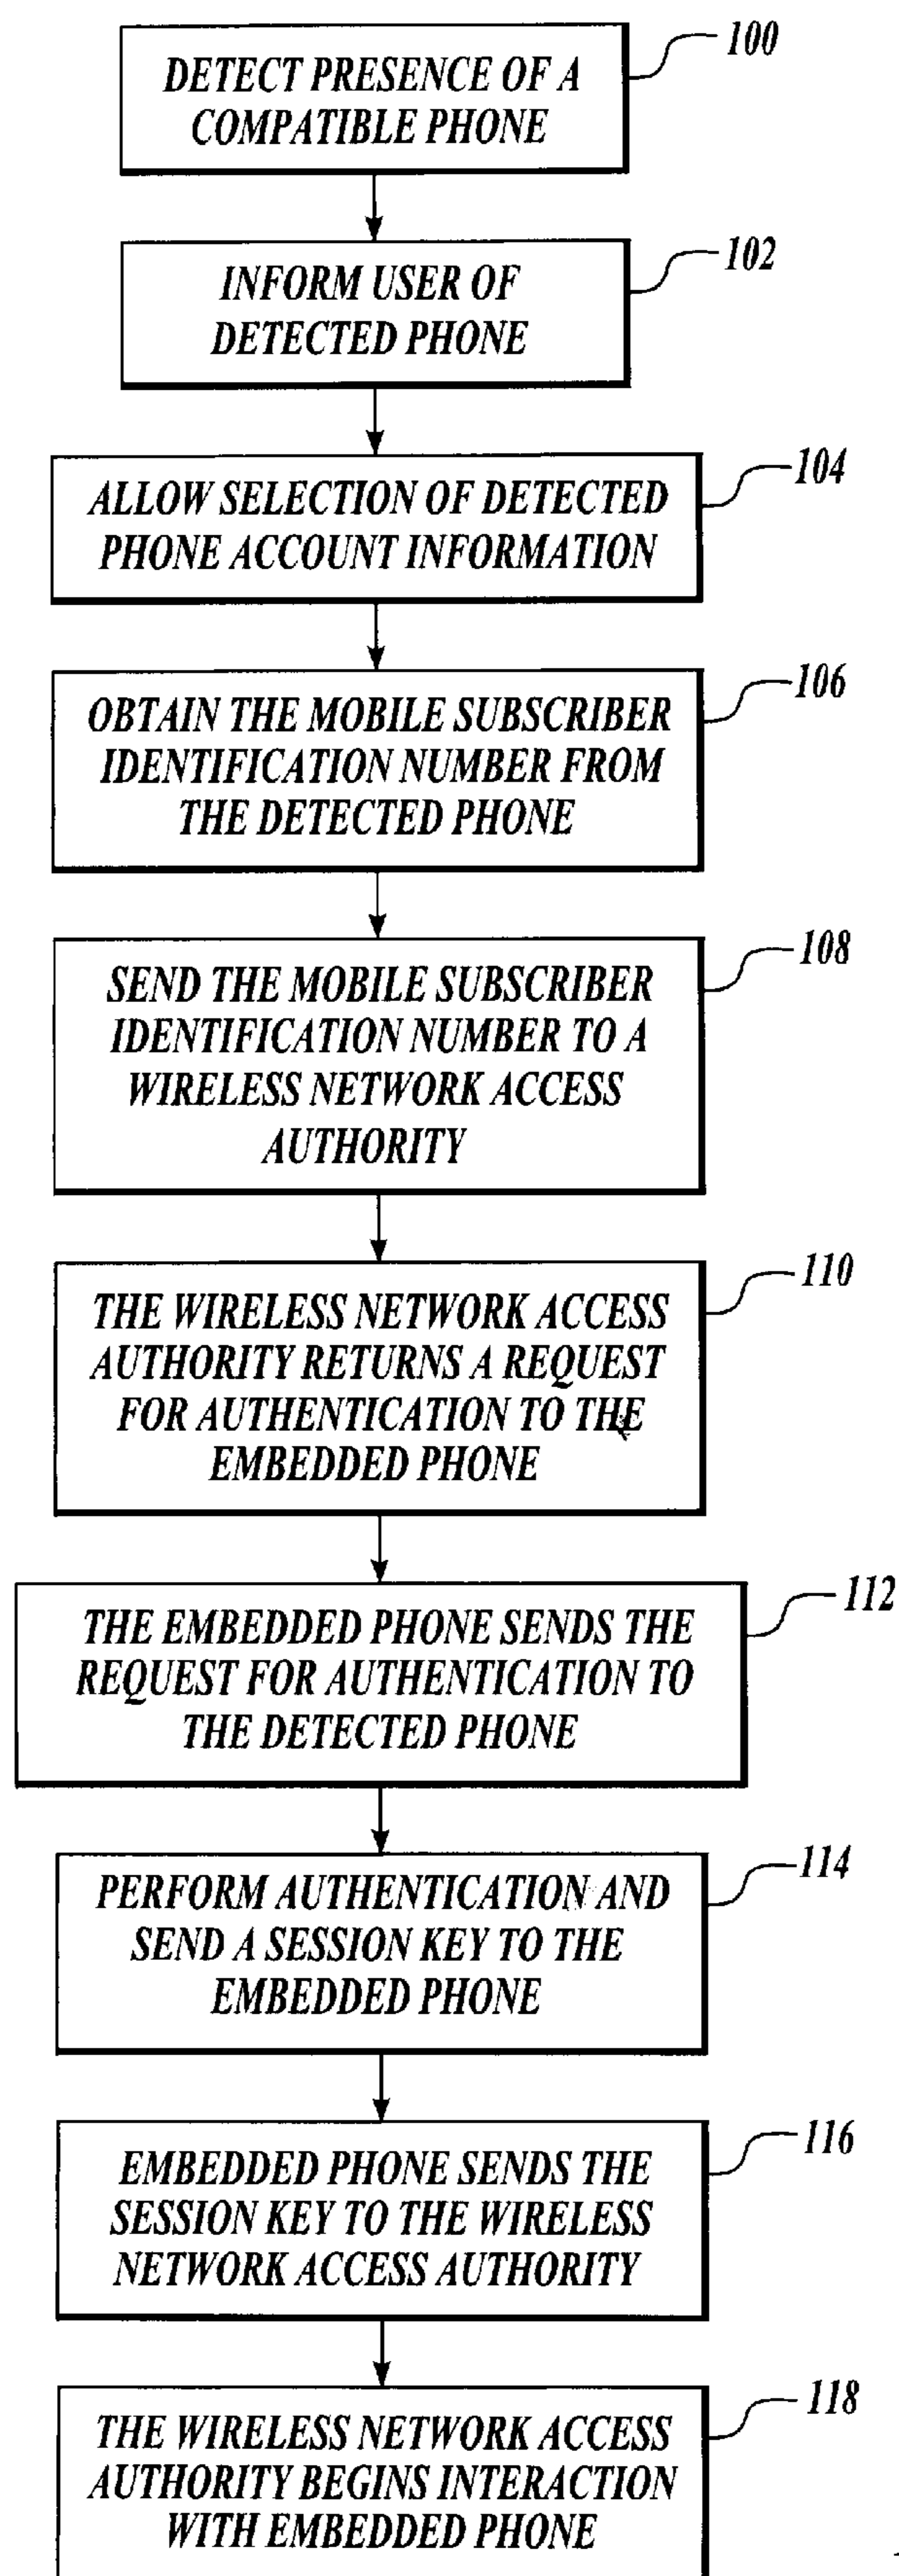 100
DETECT PRESENCE OF A
COMPATIBLE PHONE
102
INFORM USER OF
DETECTED PHONE
104
ALLOW SELECTION OF DETECTED
PHONE ACCOUNT INFORMATION
106
OBTAIN THE MOBILE SUBSCRIBER
IDENTIFICATION NUMBER FROM
THE DETECTED PHONE
108
SEND THE MOBILE SUBSCRIBER
IDENTIFICATION NUMBER TO A
WIRELESS NETWORK ACCESS
AUTHORITY
110
THE WIRELESS NETWORK ACCESS
AUTHORITY RETURNS A REQUEST
FOR AUTHENTICATION TO THE
EMBEDDED PHONE
112
THE EMBEDDED PHONE SENDS THE
REQUEST FOR AUTHENTICATION TO
THE DETECTED PHONE
114
PERFORM AUTHENTICATION AND
SEND A SESSION KEY TO THE
EMBEDDED PHONE
116
EMBEDDED PHONE SENDS THE
SESSION KEY TO THE WIRELESS
NETWORK ACCESS AUTHORITY
118
THE WIRELESS NETWORK ACCESS
AUTHORITY BEGINS INTERACTION
WITH EMBEDDED PHONE